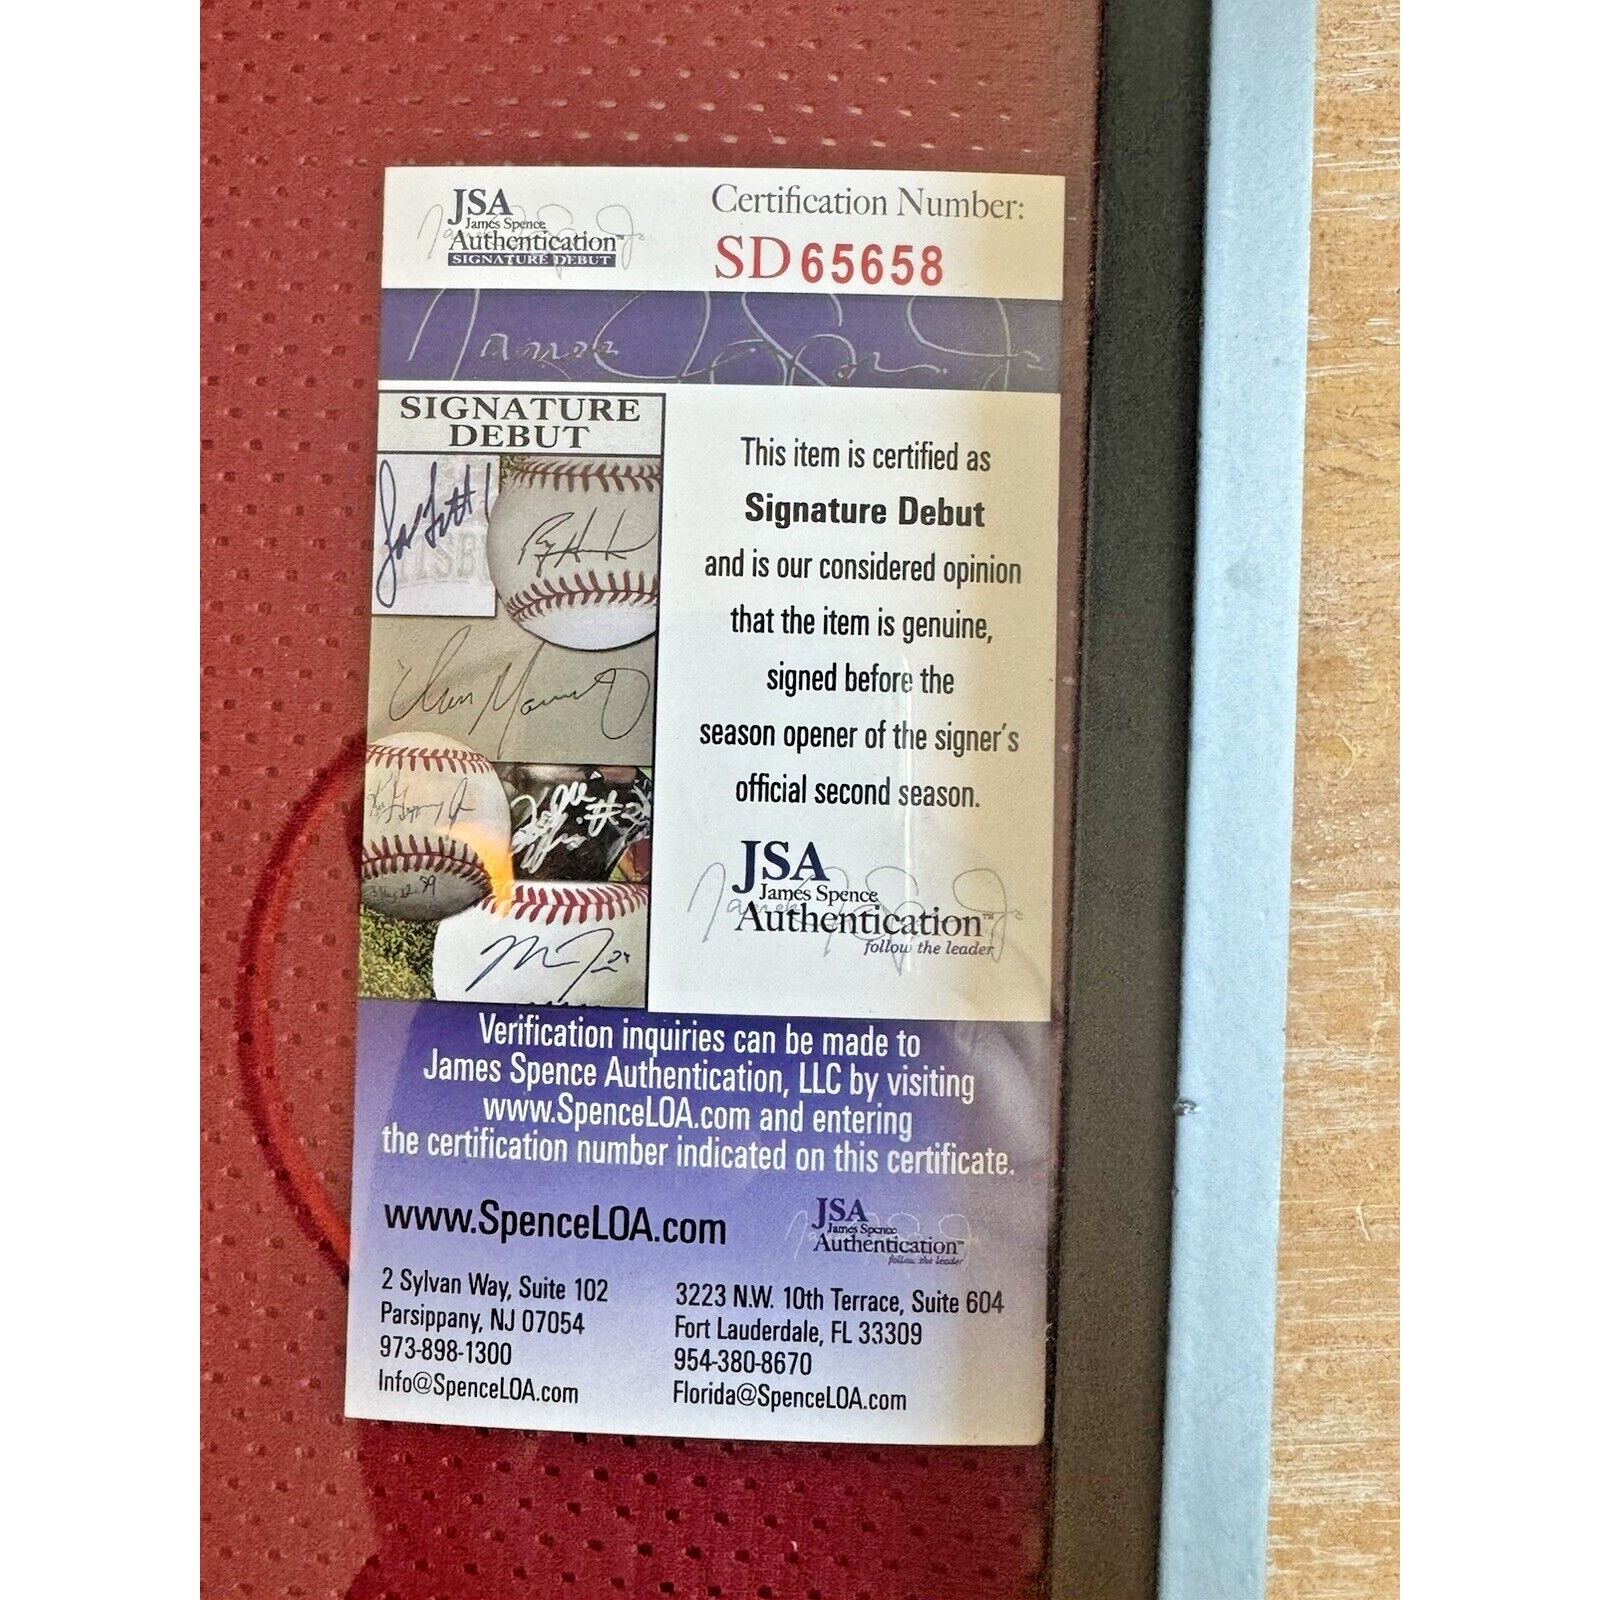 JSA
James Spence
Authentication™
SIGNATURE DEBUT
Certification Number:
SD65658
SIGNATURE
DEBUT
This item is certified as
Signature Debut
and is our considered opinion
that the item is genuine,
signed before the
season opener of the signer's
official second season.
JSA
James Spence
Authentication™
follow the leader
Verification inquiries can be made to
James Spence Authentication, LLC by visiting
www.SpenceLOA.com and entering
the certification number indicated on this certificate.
www.SpenceLOA.com
JSA
James Spence
Authentication™
follow the leader
2 Sylvan Way, Suite 102
Parsippany, NJ 07054
973-898-1300
Info@SpenceLOA.com
3223 N.W. 10th Terrace, Suite 604
Fort Lauderdale, FL 33309
954-380-8670
Florida@SpenceLOA.com